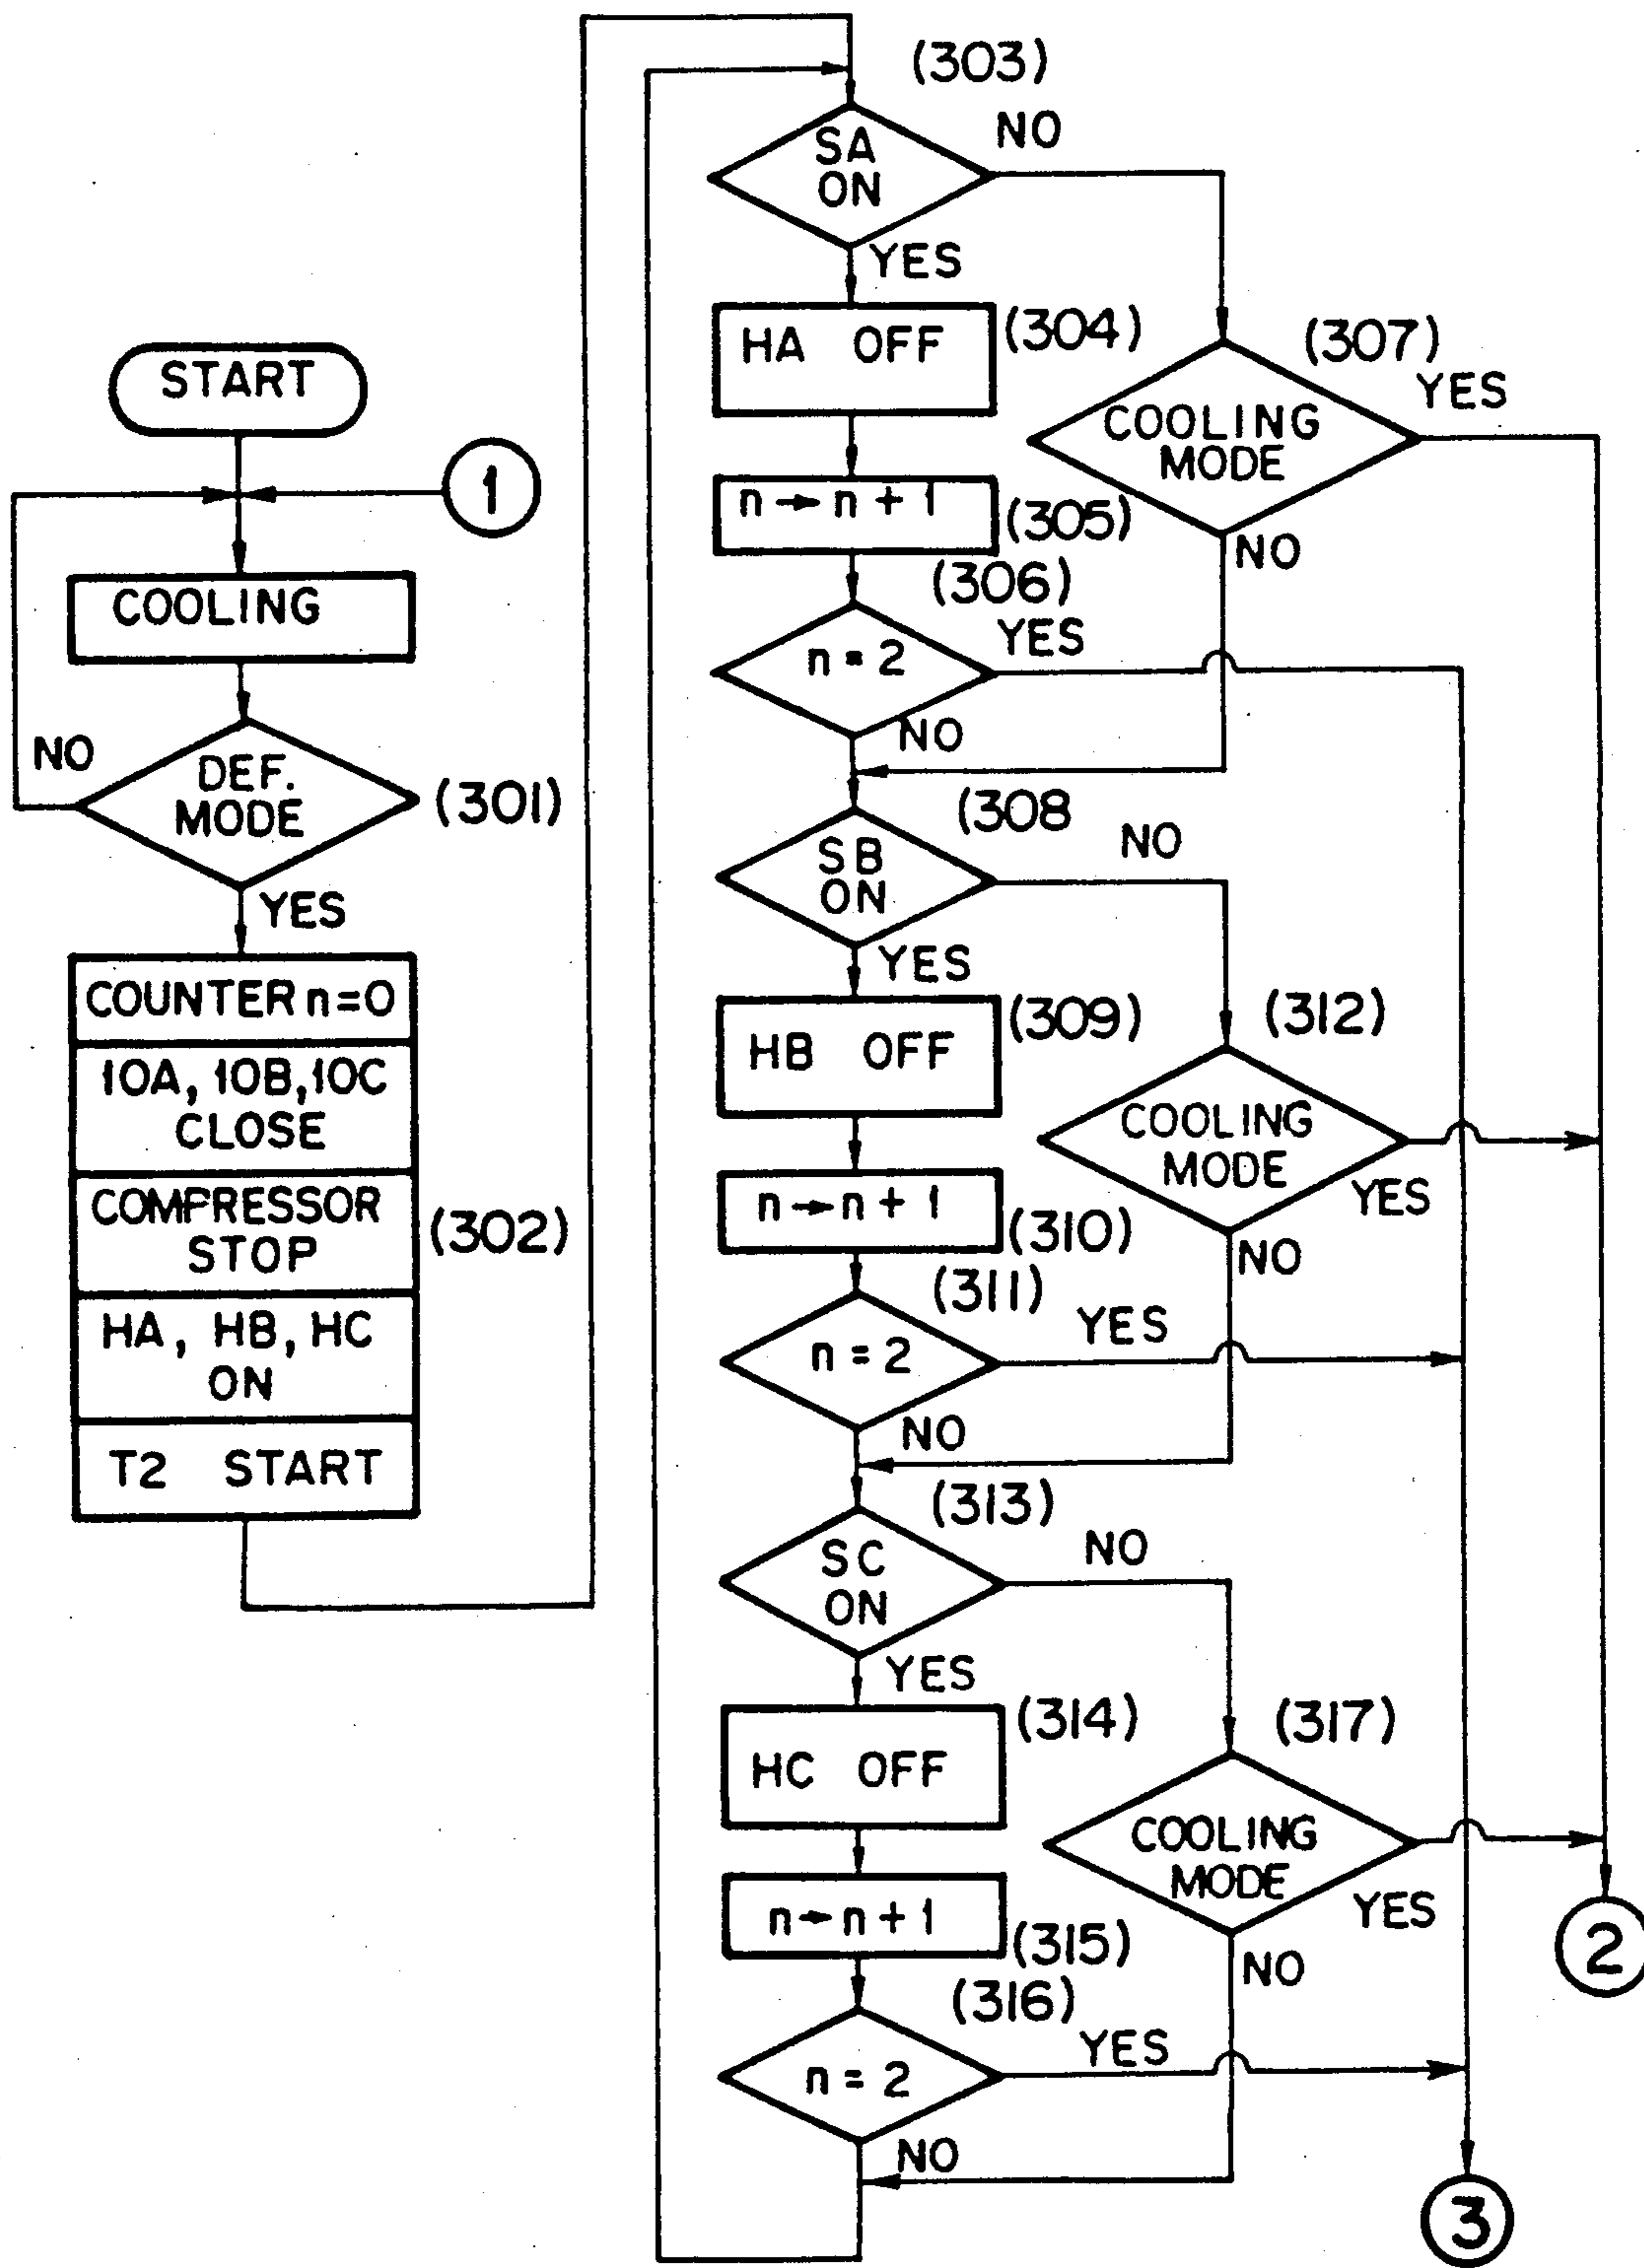 START
1
COOLING
NO
DEF.
MODE
(301)
YES
COUNTER n=0
10A, 10B, 10C
CLOSE
COMPRESSOR
STOP
(302)
HA, HB, HC
ON
T2 START
(303)
SA
ON
NO
YES
HA OFF
(304)
(307)
YES
COOLING
MODE
NO
n→n+1
(305)
(306)
YES
n=2
NO
(308
SB
ON
NO
YES
HB OFF
(309)
(312)
COOLING
MODE
YES
NO
n→n+1
(310)
(311)
YES
n=2
NO
(313)
SC
ON
NO
YES
HC OFF
(314)
(317)
COOLING
MODE
YES
NO
n→n+1
(315)
(316)
YES
n=2
NO
2
3